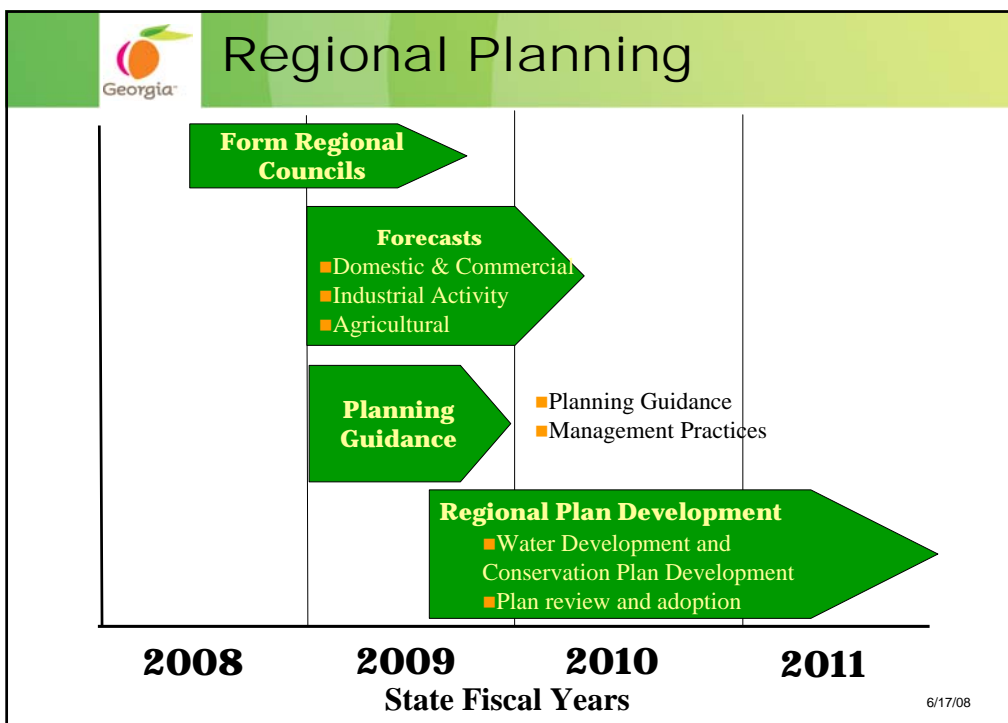 Georgia
Regional Planning
Form Regional
Councils
Forecasts
■Domestic & Commercial
■Industrial Activity
■Agricultural
Planning
Guidance
■Planning Guidance
■Management Practices
Regional Plan Development
■Water Development and
Conservation Plan Development
■Plan review and adoption
2008 2009 2010 2011
State Fiscal Years
6/17/08